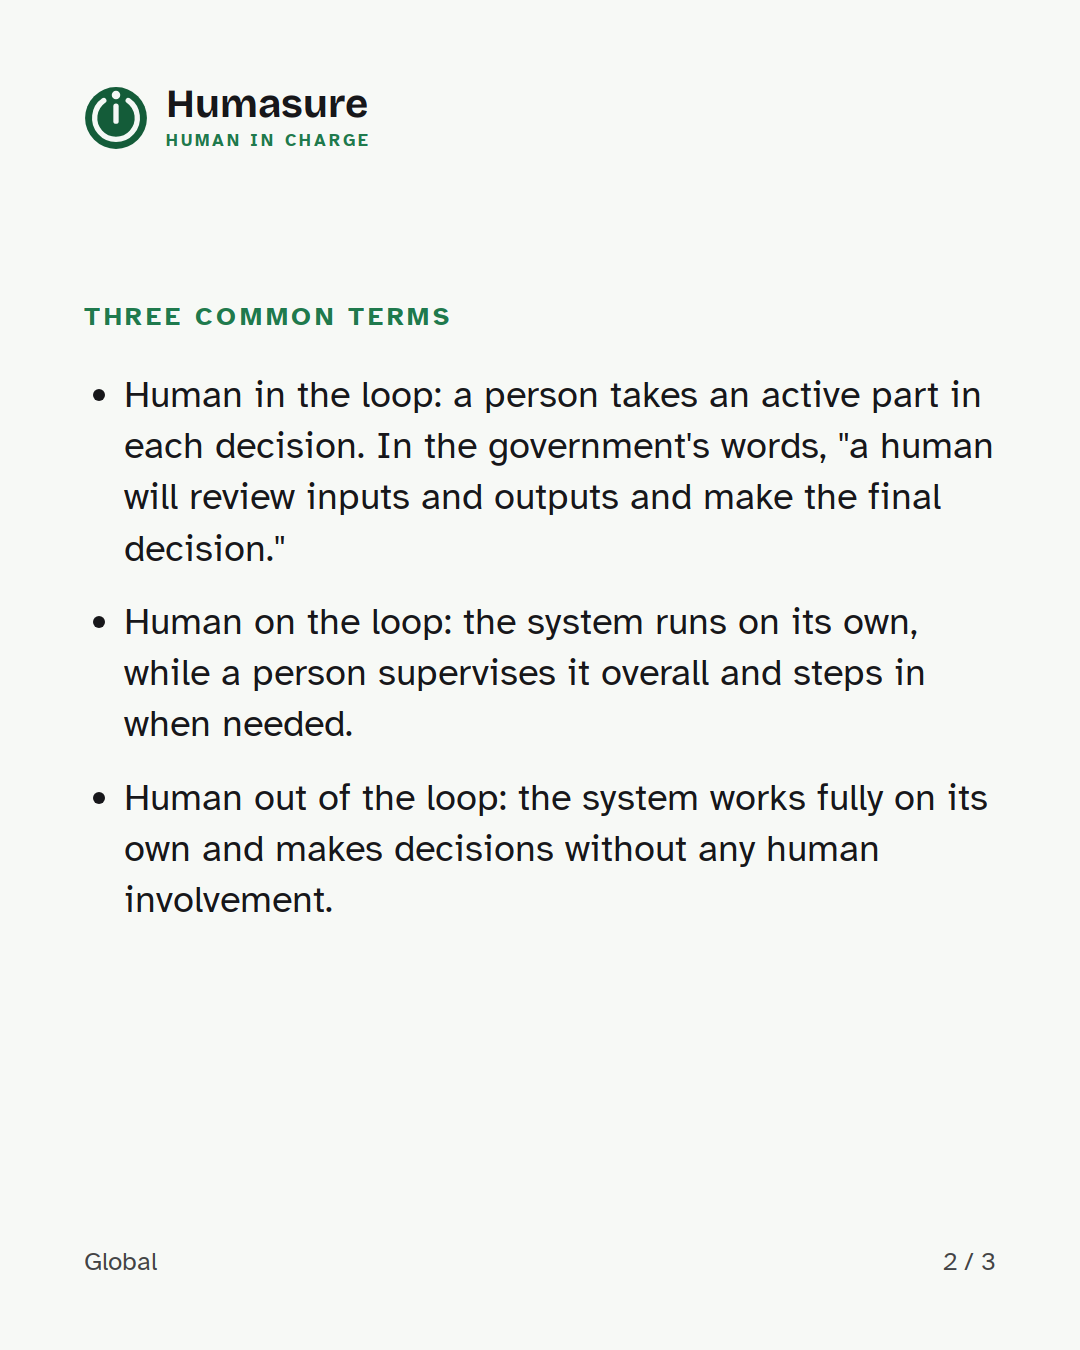 Humasure
HUMAN IN CHARGE
THREE COMMON TERMS
• Human in the loop: a person takes an active part in
each decision. In the government's words, "a human
will review inputs and outputs and make the final
decision."
• Human on the loop: the system runs on its own,
while a person supervises it overall and steps in
when needed.
• Human out of the loop: the system works fully on its
own and makes decisions without any human
involvement.
Global
2 / 3